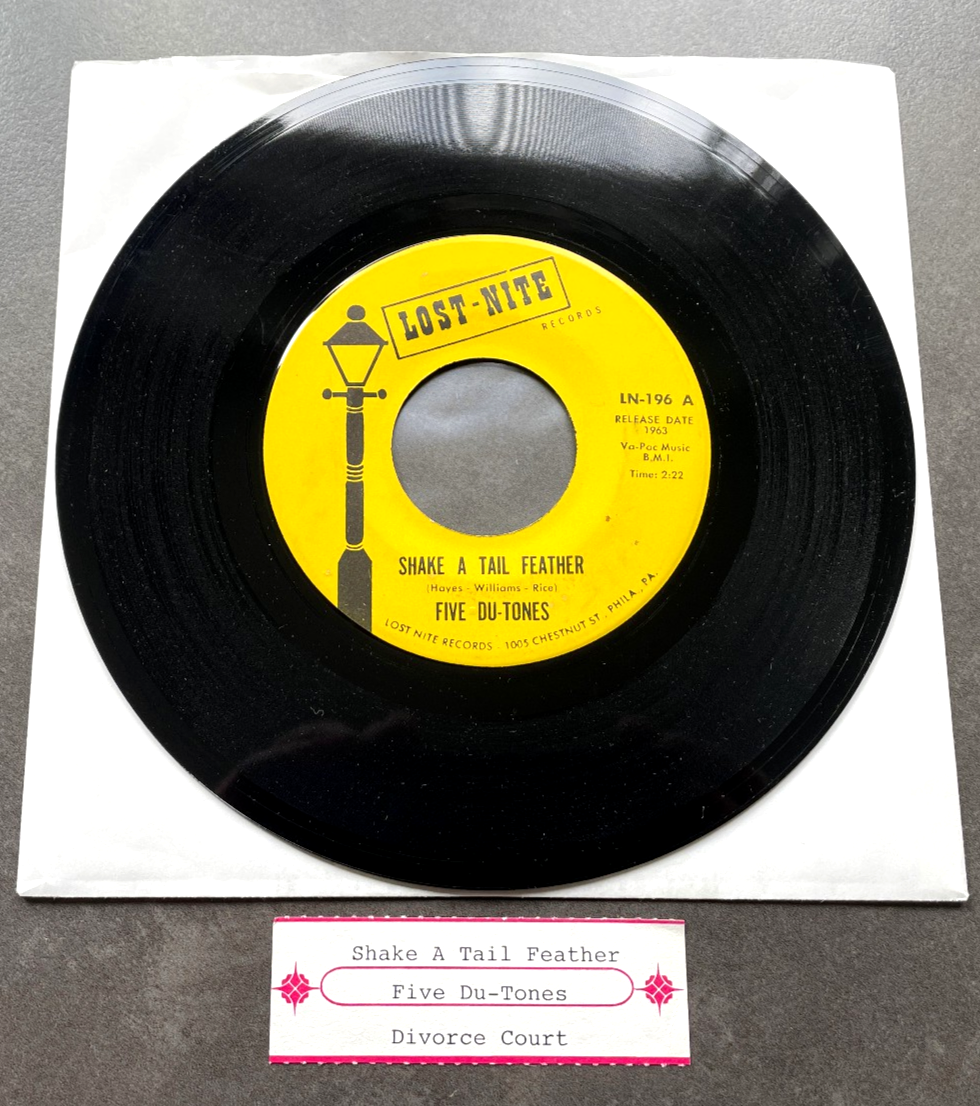 LOST-NITE
RECORDS
LN-196 A
RELEASE DATE
1963
Va-Pac Music
B.M.I.
Time: 2:22
SHAKE A TAIL FEATHER
(Hayes - Williams - Rice)
FIVE DU-TONES
LOST NITE RECORDS - 1005 CHESTNUT ST., PHILA., PA.
Shake A Tail Feather
Five Du-Tones
Divorce Court